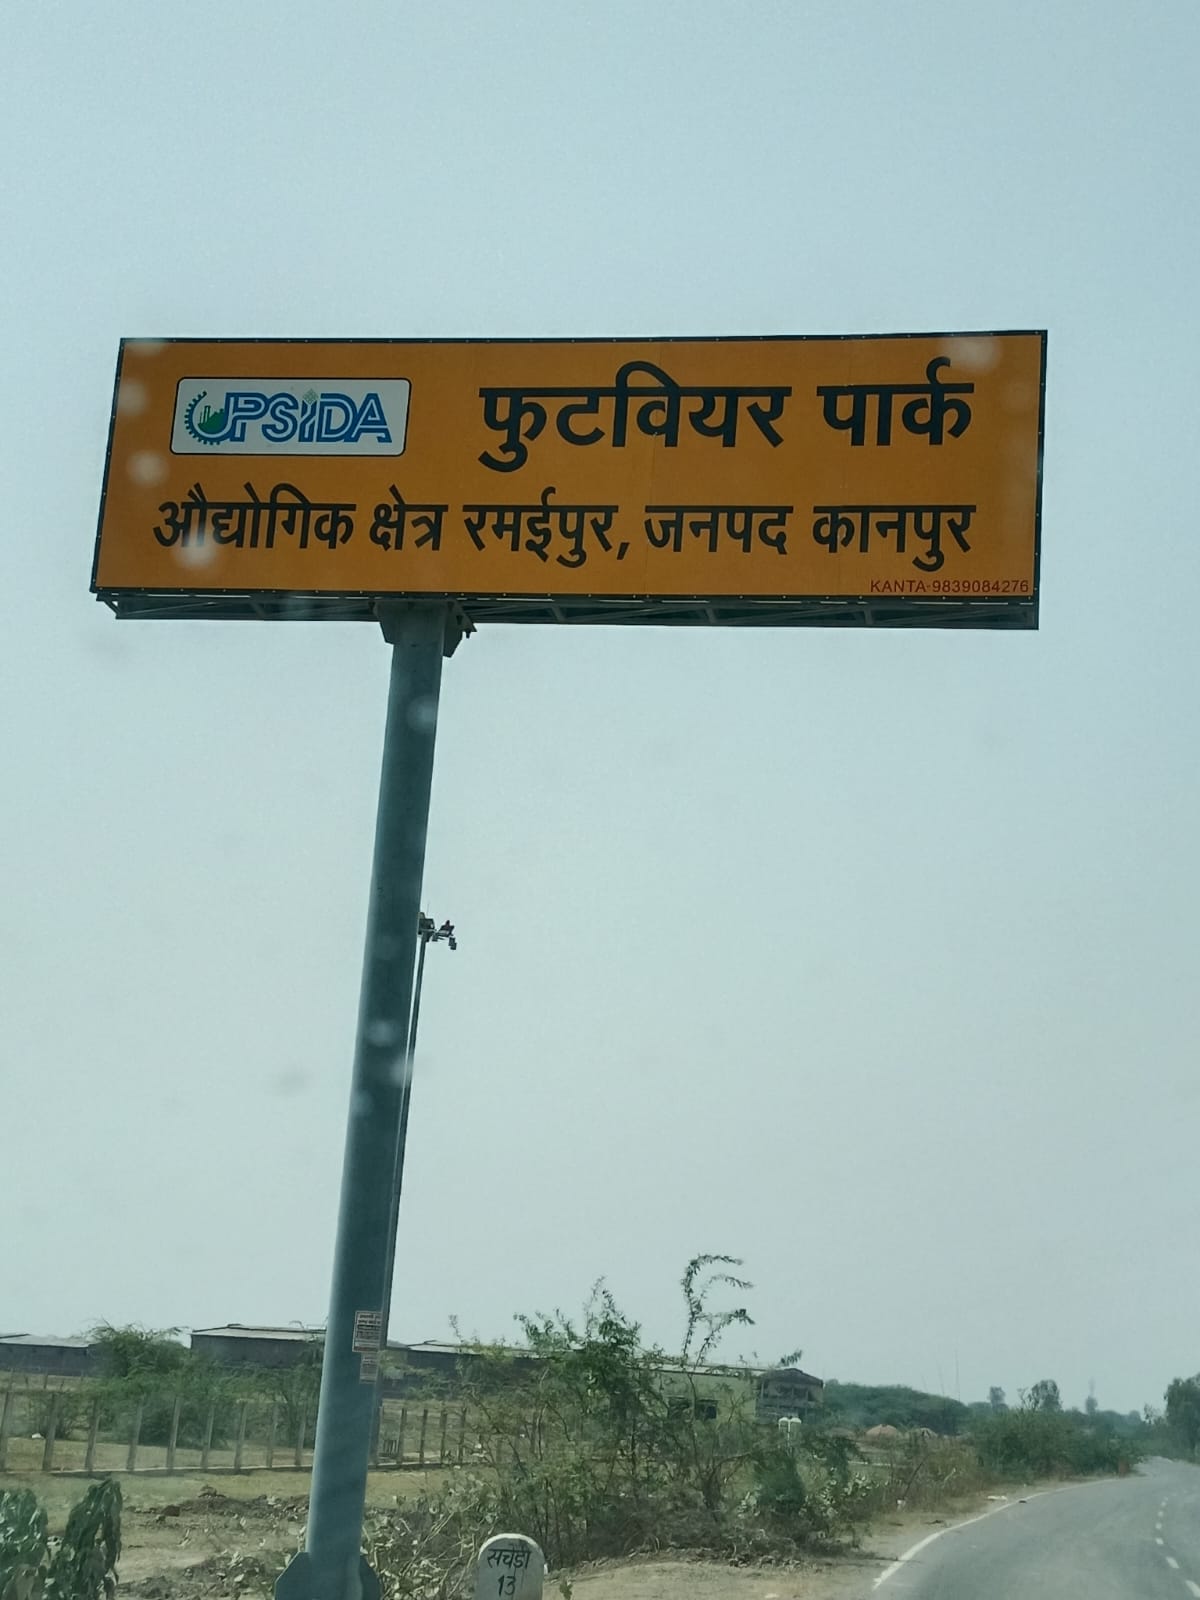 UPSIDA फुटवियर पार्क
औद्योगिक क्षेत्र रमईपुर, जनपद कानपुर
KANTA-9839084276
सचेंडी
13